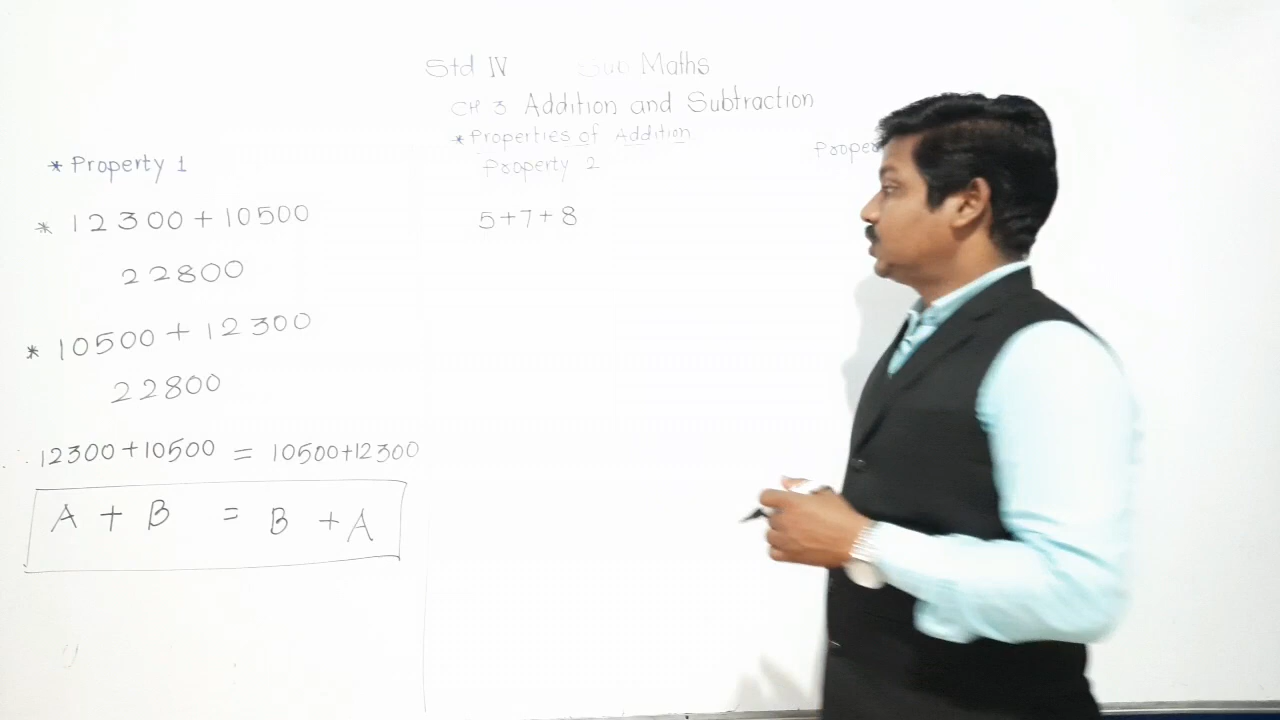 Std IV Sub Maths
CH 3 Addition and Subtraction
* Properties of Addition
* Property 1
* 12300 + 10500
22800
* 10500 + 12300
22800
∴ 12300 + 10500 = 10500 + 12300
A + B = B + A
Property 2
5 + 7 + 8